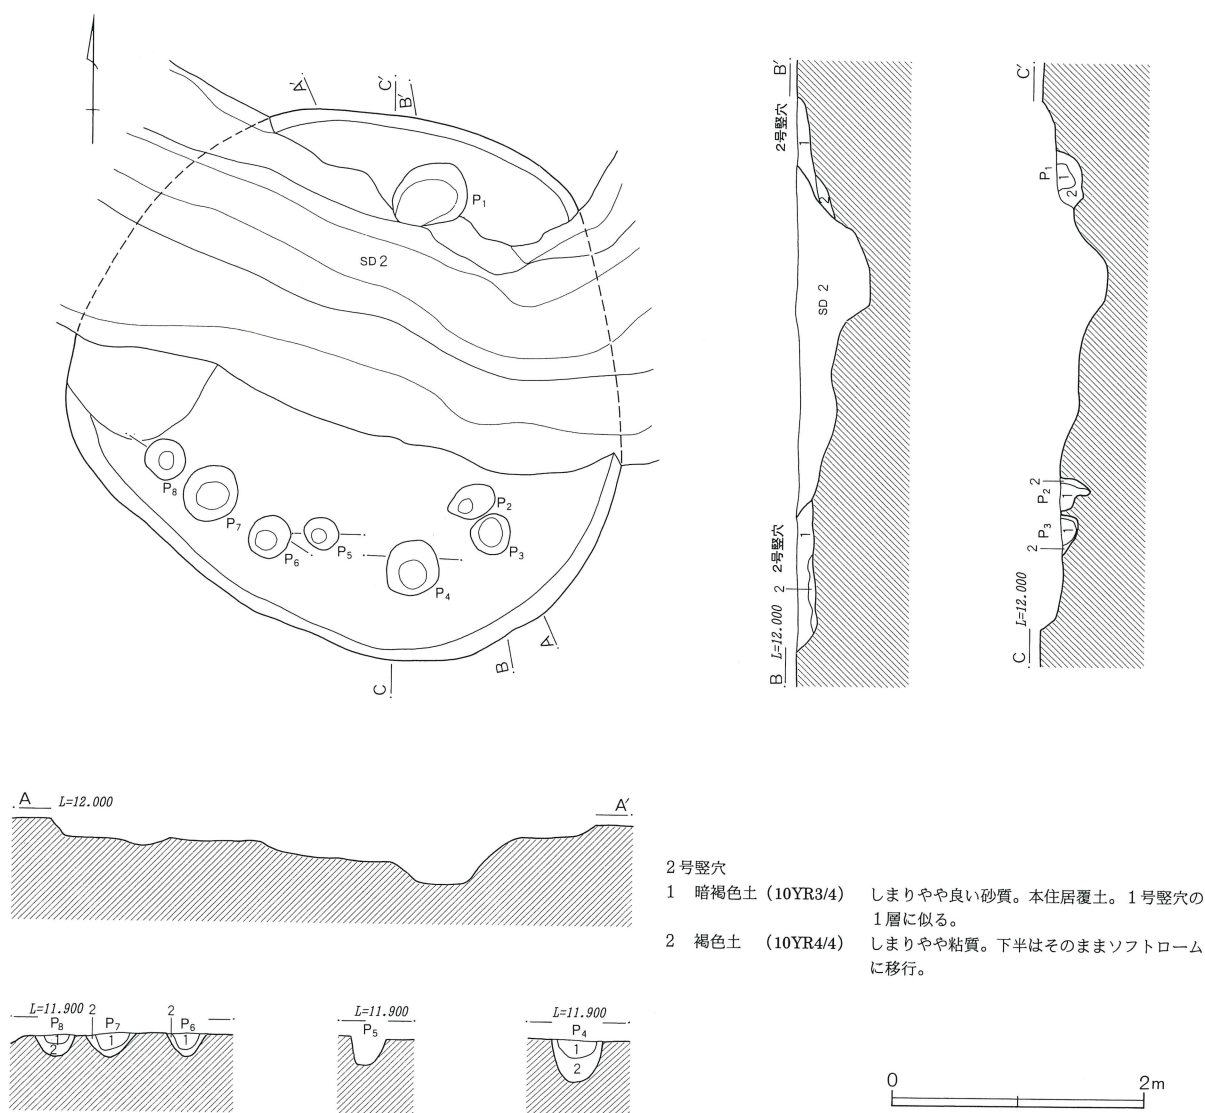 A'
C'
B'
P1
SD 2
P8
P7
P6
P5
P2
P3
P4
A
B
C
B'
2号竪穴
1
2
SD 2
2号竪穴
1
2
L=12.000
B
C'
P1
1
2
2
P2
1
P3
1
2
L=12.000
C
A L=12.000 A'
L=11.900
P8 2 P7 2 P6
1 1 1
2
L=11.900
P5
L=11.900
P4
1
2
2号竪穴
1 暗褐色土(10YR3/4) しまりやや良い砂質。本住居覆土。1号竪穴の
1層に似る。
2 褐色土 (10YR4/4) しまりやや粘質。下半はそのままソフトローム
に移行。
0 2m